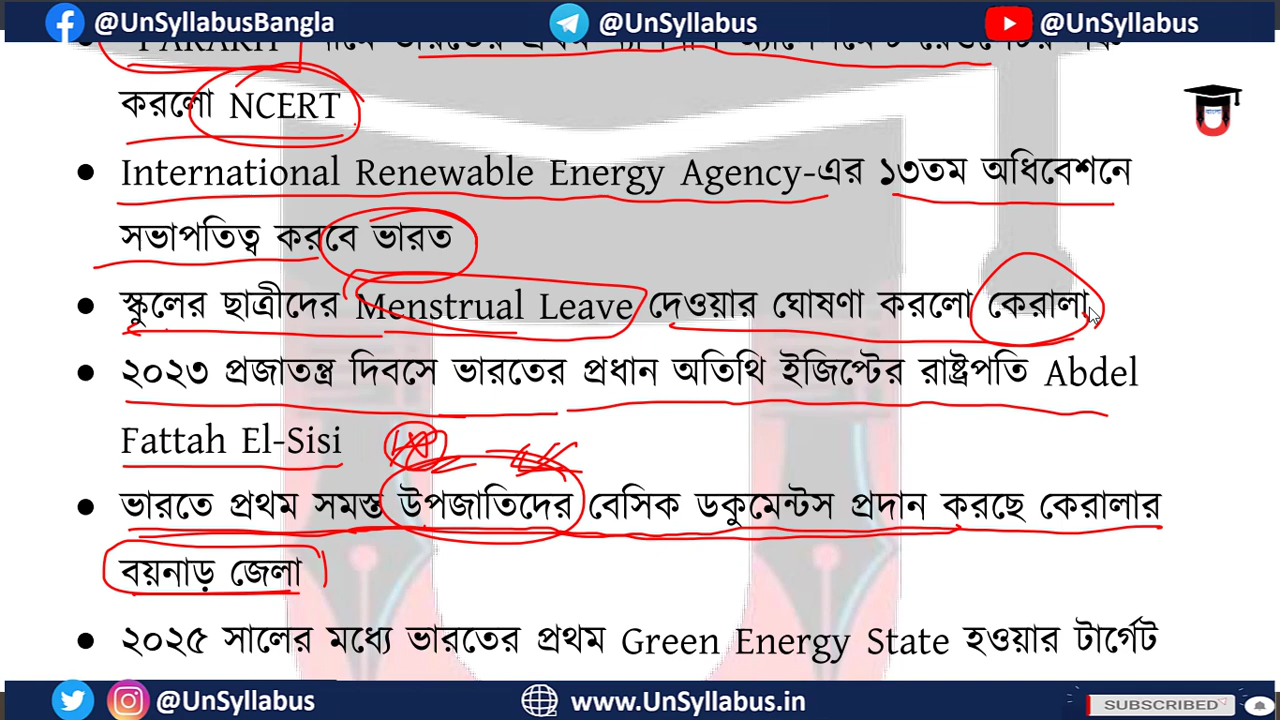 @UnSyllabusBangla @UnSyllabus @UnSyllabus
করলো NCERT
● International Renewable Energy Agency-এর ১৩তম অধিবেশনে
সভাপতিত্ব করবে ভারত
● স্কুলের ছাত্রীদের Menstrual Leave দেওয়ার ঘোষণা করলো কেরালা
● ২০২৩ প্রজাতন্ত্র দিবসে ভারতের প্রধান অতিথি ইজিপ্টের রাষ্ট্রপতি Abdel
Fattah El-Sisi
● ভারতে প্রথম সমস্ত উপজাতিদের বেসিক ডকুমেন্টস প্রদান করছে কেরালার
বয়নাড় জেলা
● ২০২৫ সালের মধ্যে ভারতের প্রথম Green Energy State হওয়ার টার্গেট
@UnSyllabus www.UnSyllabus.in SUBSCRIBED